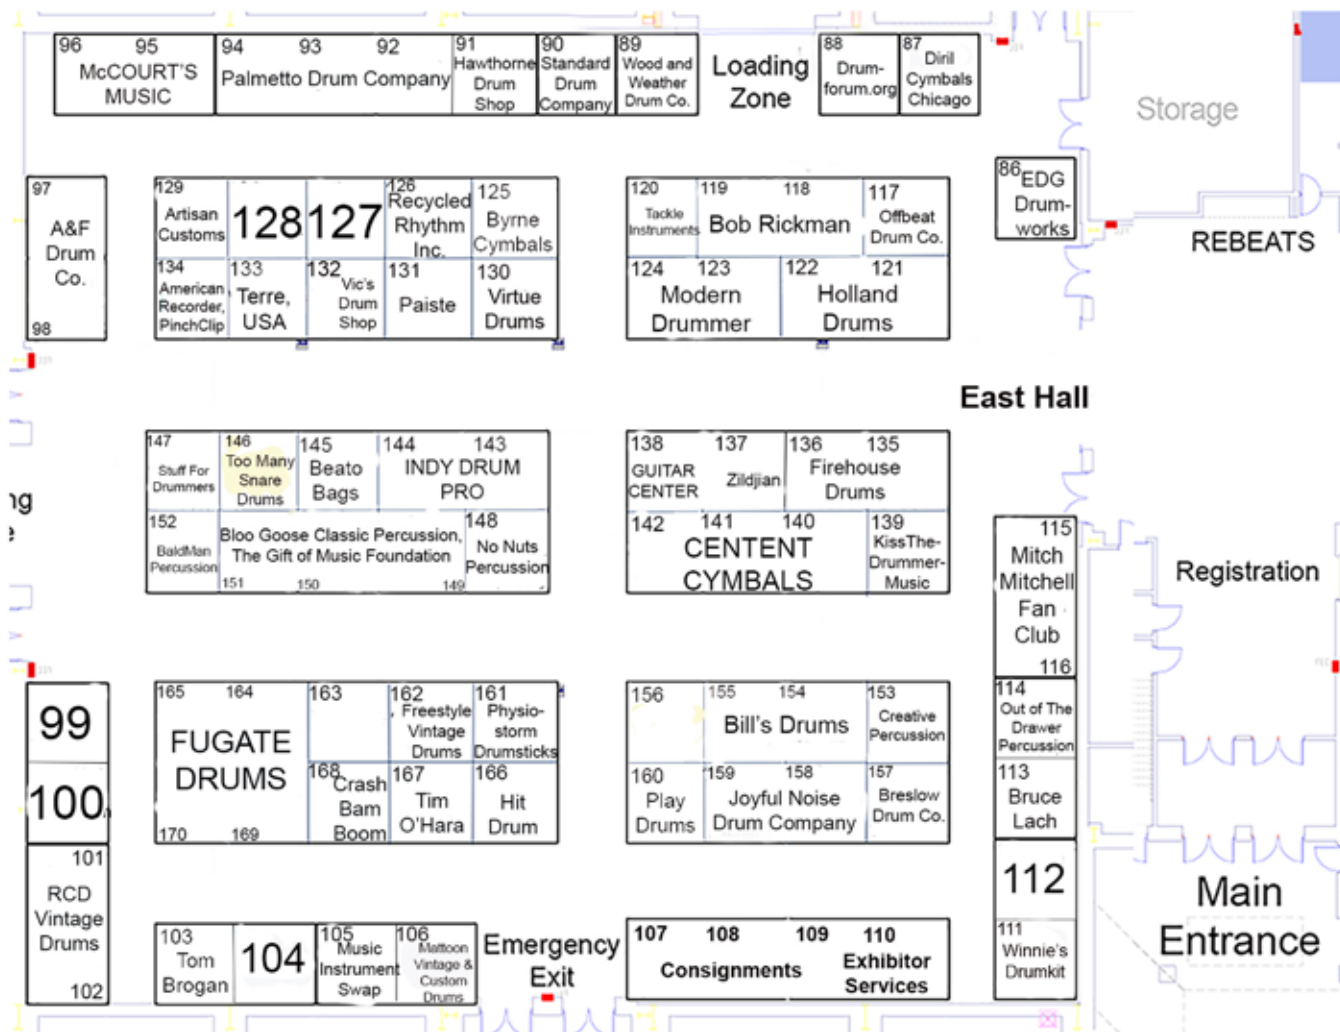 96 95
McCOURT'S
MUSIC
94 93 92
Palmetto Drum Company
91
Hawthorne
Drum
Shop
90
Standard
Drum
Company
89
Wood and
Weather
Drum Co.
Loading
Zone
88
Drum-
forum.org
87
Diril
Cymbals
Chicago
Storage
86
EDG
Drum-
works
REBEATS
97
A&F
Drum
Co.
98
129
Artisan
Customs
128
127
126
Recycled
Rhythm
Inc.
125
Byrne
Cymbals
134
American
Recorder,
PinchClip
133
Terre,
USA
132
Vic's
Drum
Shop
131
Paiste
130
Virtue
Drums
120
Tackle
Instruments
119 118
Bob Rickman
117
Offbeat
Drum Co.
124 123
Modern
Drummer
122 121
Holland
Drums
East Hall
147
Stuff For
Drummers
146
Too Many
Snare
Drums
145
Beato
Bags
144 143
INDY DRUM
PRO
152
BaldMan
Percussion
Bloo Goose Classic Percussion,
The Gift of Music Foundation
151 150 149
148
No Nuts
Percussion
138
GUITAR
CENTER
137
Zildjian
136 135
Firehouse
Drums
142 141 140
CENTENT
CYMBALS
139
KissThe-
Drummer-
Music
ng
e
115
Mitch
Mitchell
Fan
Club
116
Registration
114
Out of The
Drawer
Percussion
113
Bruce
Lach
112
111
Winnie's
Drumkit
Main
Entrance
99
100
101
RCD
Vintage
Drums
102
165 164
FUGATE
DRUMS
170 169
163
162
Freestyle
Vintage
Drums
161
Physio-
storm
Drumsticks
168
Crash
Bam
Boom
167
Tim
O'Hara
166
Hit
Drum
156
155 154
Bill's Drums
153
Creative
Percussion
160
Play
Drums
159 158
Joyful Noise
Drum Company
157
Breslow
Drum Co.
103
Tom
Brogan
104
105
Music
Instrument
Swap
106
Mattoon
Vintage &
Custom
Drums
Emergency
Exit
107 108 109 110
Consignments
Exhibitor
Services